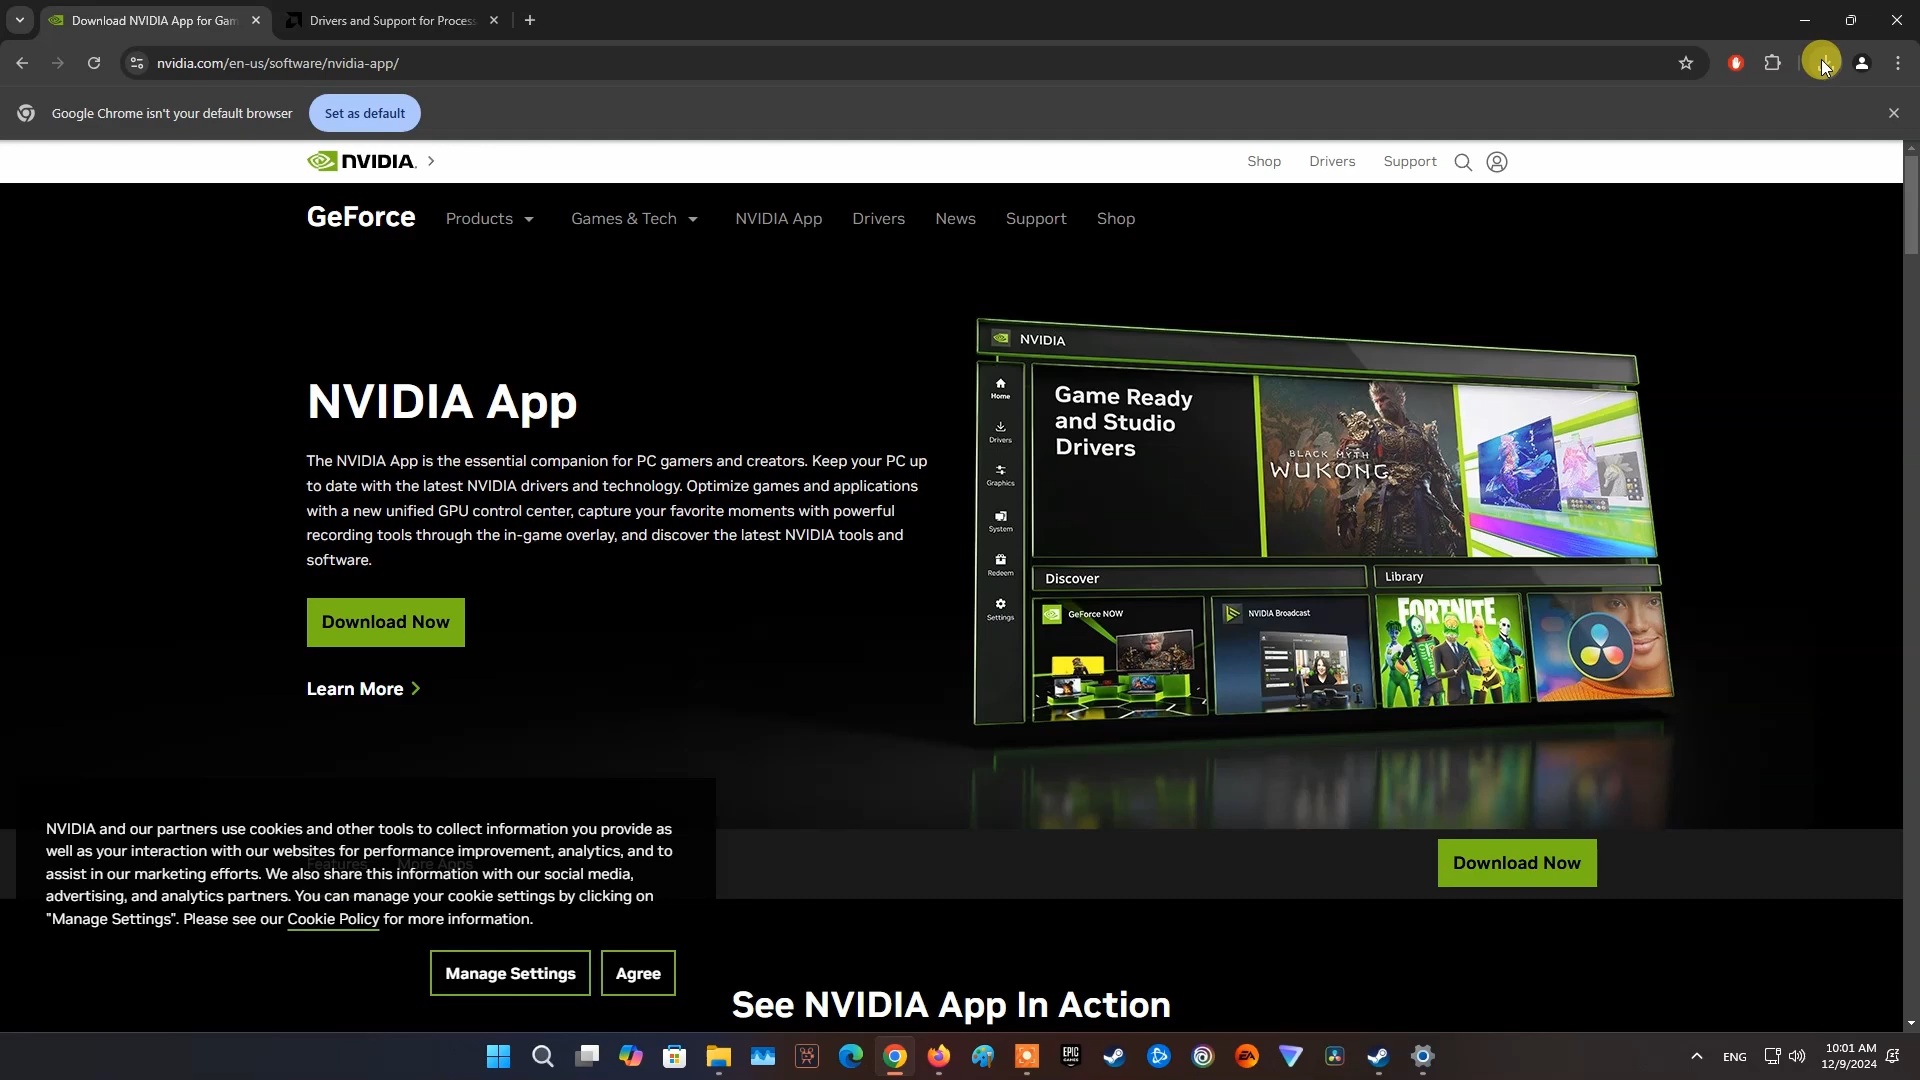 Download NVIDIA App for Gam
Drivers and Support for Process
nvidia.com/en-us/software/nvidia-app/
Google Chrome isn't your default browser
Set as default
NVIDIA.
Shop
Drivers
Support
GeForce
Products
Games & Tech
NVIDIA App
Drivers
News
Support
Shop
NVIDIA App
The NVIDIA App is the essential companion for PC gamers and creators. Keep your PC up
to date with the latest NVIDIA drivers and technology. Optimize games and applications
with a new unified GPU control center, capture your favorite moments with powerful
recording tools through the in-game overlay, and discover the latest NVIDIA tools and
software.
Download Now
Learn More
NVIDIA
Home
Drivers
Graphics
System
Redeem
Settings
Game Ready
and Studio
Drivers
BLACK MYTH
WUKONG
Discover
Library
GeForce NOW
NVIDIA Broadcast
FORTNITE
NVIDIA and our partners use cookies and other tools to collect information you provide as
well as your interaction with our websites for performance improvement, analytics, and to
Features
More Apps
assist in our marketing efforts. We also share this information with our social media,
advertising, and analytics partners. You can manage your cookie settings by clicking on
"Manage Settings". Please see our Cookie Policy for more information.
Manage Settings
Agree
Download Now
See NVIDIA App In Action
EPIC
GAMES
EA
ENG
10:01 AM
12/9/2024